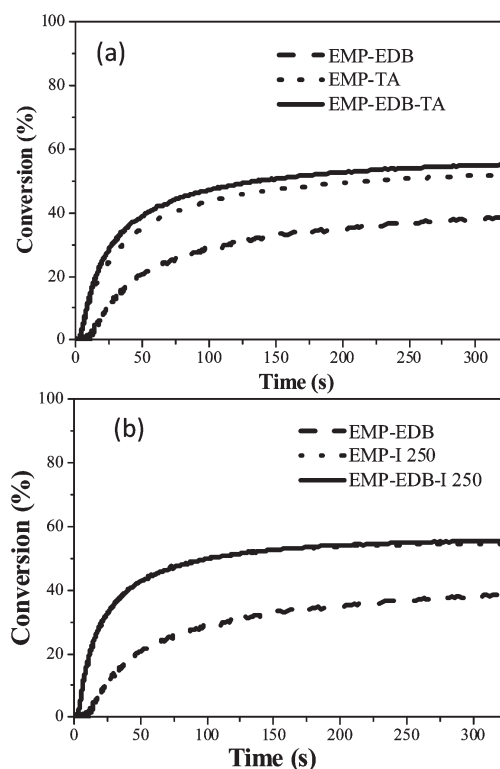 (a)
EMP-EDB
EMP-TA
EMP-EDB-TA
Conversion (%)
100
80
60
40
20
0
0 50 100 150 200 250 300
Time (s)
(b)
EMP-EDB
EMP-I 250
EMP-EDB-I 250
Conversion (%)
100
80
60
40
20
0
0 50 100 150 200 250 300
Time (s)